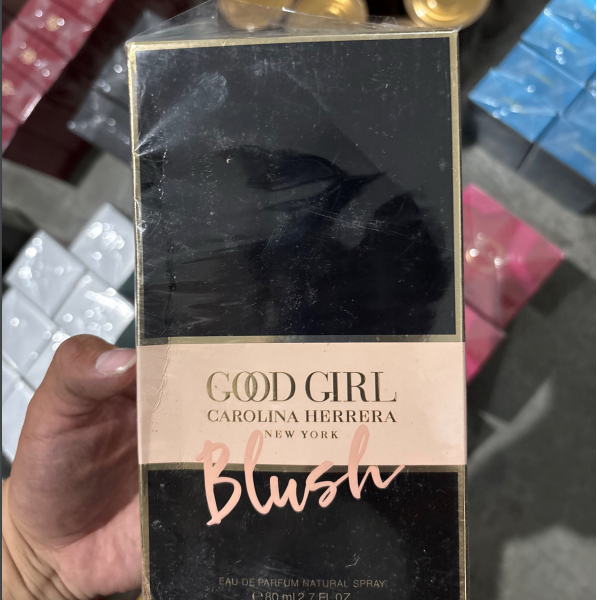 GOOD GIRL
CAROLINA HERRERA
NEW YORK
Blush
EAU DE PARFUM NATURAL SPRAY
℮80 ml 2.7 FL.OZ